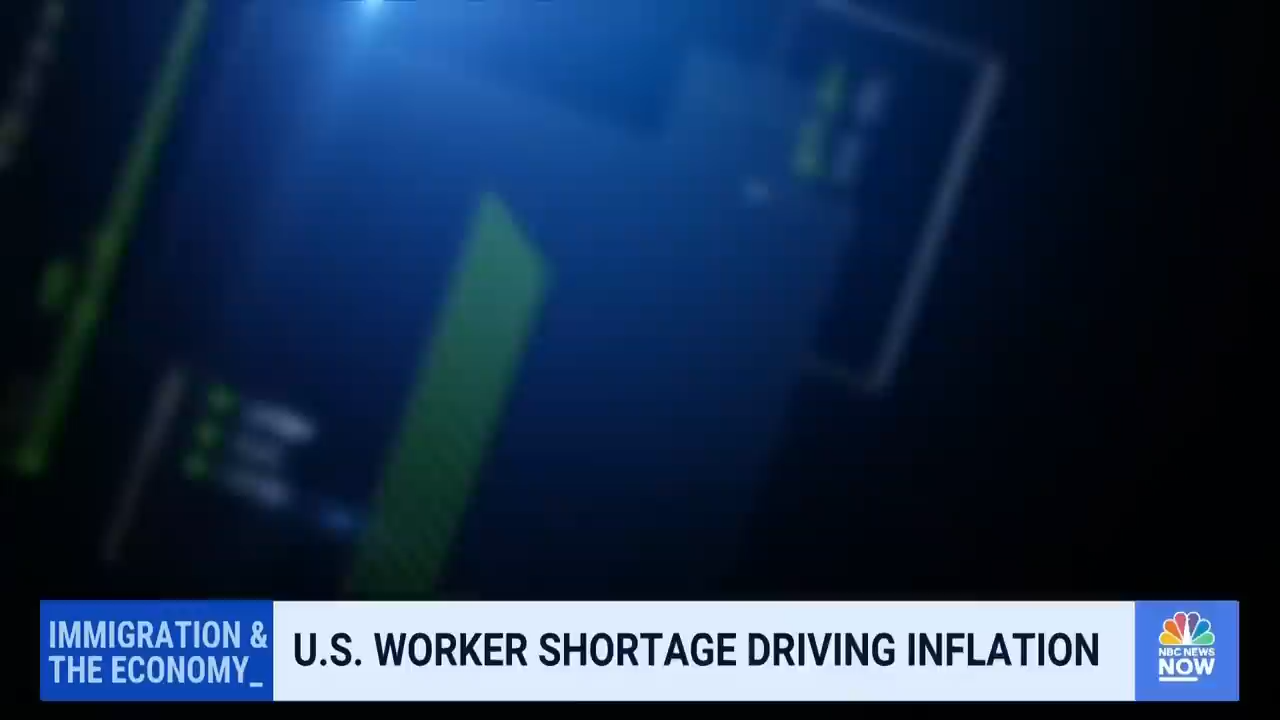 IMMIGRATION &
THE ECONOMY_
U.S. WORKER SHORTAGE DRIVING INFLATION
NBC NEWS
NOW